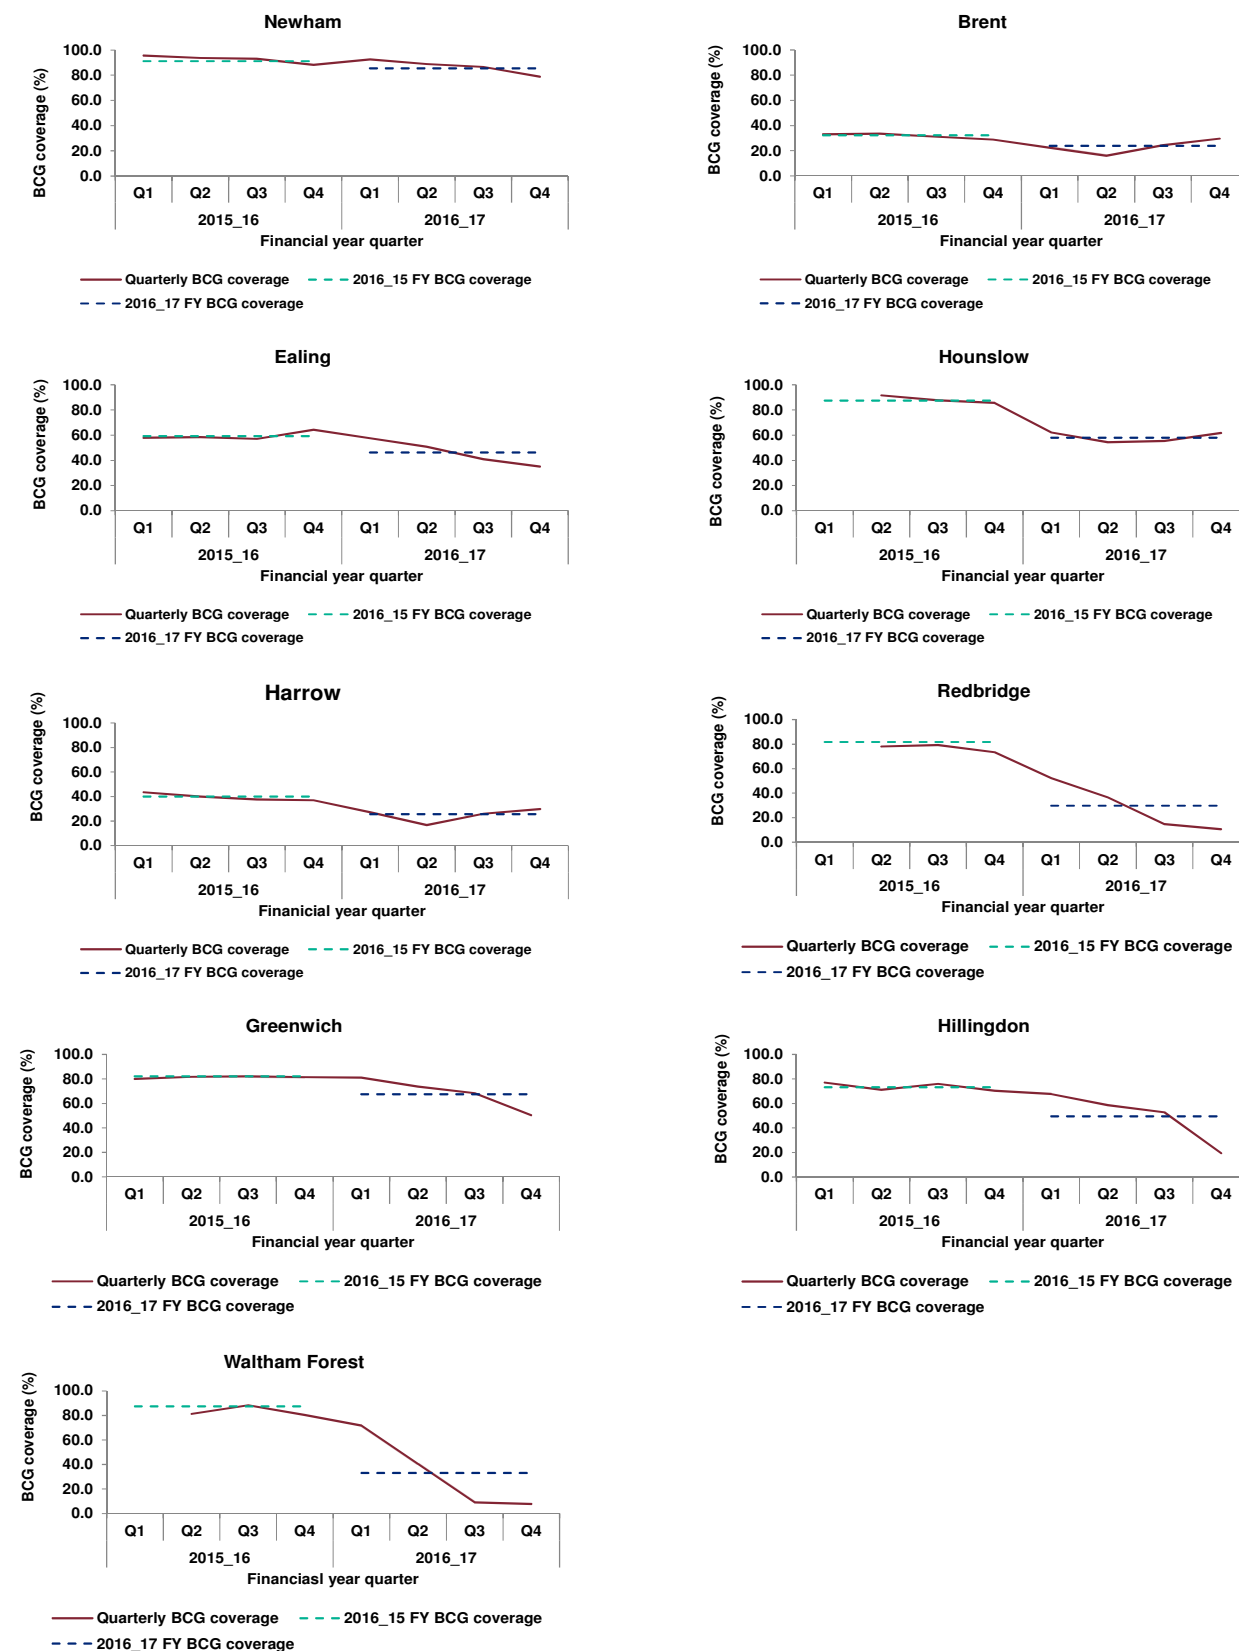 Newham
BCG coverage (%)
100.0
80.0
60.0
40.0
20.0
0.0
Q1 Q2 Q3 Q4 Q1 Q2 Q3 Q4
2015_16 2016_17
Financial year quarter
Quarterly BCG coverage 2016_15 FY BCG coverage
2016_17 FY BCG coverage
Brent
BCG coverage (%)
100.0
80.0
60.0
40.0
20.0
0.0
Q1 Q2 Q3 Q4 Q1 Q2 Q3 Q4
2015_16 2016_17
Financial year quarter
Quarterly BCG coverage 2016_15 FY BCG coverage
2016_17 FY BCG coverage
Ealing
BCG coverage (%)
100.0
80.0
60.0
40.0
20.0
0.0
Q1 Q2 Q3 Q4 Q1 Q2 Q3 Q4
2015_16 2016_17
Financial year quarter
Quarterly BCG coverage 2016_15 FY BCG coverage
2016_17 FY BCG coverage
Hounslow
BCG coverage (%)
100.0
80.0
60.0
40.0
20.0
0.0
Q1 Q2 Q3 Q4 Q1 Q2 Q3 Q4
2015_16 2016_17
Financial year quarter
Quarterly BCG coverage 2016_15 FY BCG coverage
2016_17 FY BCG coverage
Harrow
BCG coverage (%)
100.0
80.0
60.0
40.0
20.0
0.0
Q1 Q2 Q3 Q4 Q1 Q2 Q3 Q4
2015_16 2016_17
Finanicial year quarter
Quarterly BCG coverage 2016_15 FY BCG coverage
2016_17 FY BCG coverage
Redbridge
BCG coverage (%)
100.0
80.0
60.0
40.0
20.0
0.0
Q1 Q2 Q3 Q4 Q1 Q2 Q3 Q4
2015_16 2016_17
Financial year quarter
Quarterly BCG coverage 2016_15 FY BCG coverage
2016_17 FY BCG coverage
Greenwich
BCG coverage (%)
100.0
80.0
60.0
40.0
20.0
0.0
Q1 Q2 Q3 Q4 Q1 Q2 Q3 Q4
2015_16 2016_17
Financial year quarter
Quarterly BCG coverage 2016_15 FY BCG coverage
2016_17 FY BCG coverage
Hillingdon
BCG coverage (%)
100.0
80.0
60.0
40.0
20.0
0.0
Q1 Q2 Q3 Q4 Q1 Q2 Q3 Q4
2015_16 2016_17
Financial year quarter
Quarterly BCG coverage 2016_15 FY BCG coverage
2016_17 FY BCG coverage
Waltham Forest
BCG coverage (%)
100.0
80.0
60.0
40.0
20.0
0.0
Q1 Q2 Q3 Q4 Q1 Q2 Q3 Q4
2015_16 2016_17
Financiasl year quarter
Quarterly BCG coverage 2016_15 FY BCG coverage
2016_17 FY BCG coverage